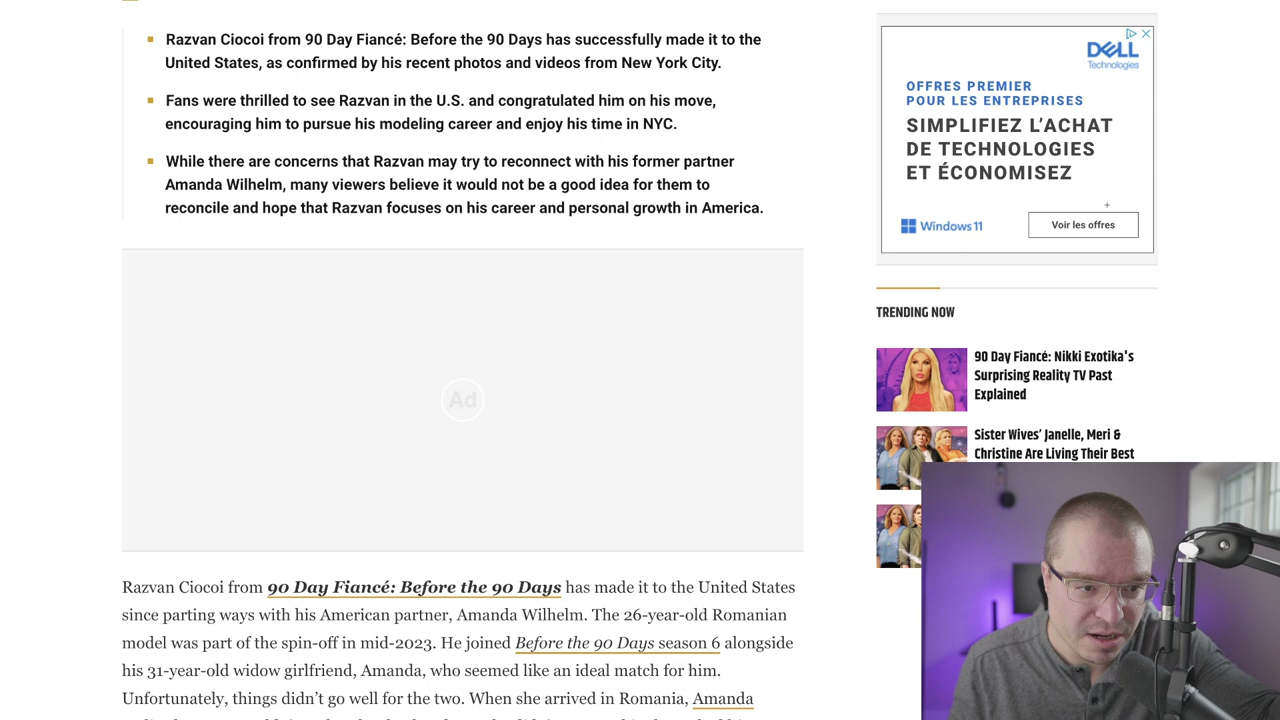 Razvan Ciocoi from 90 Day Fiancé: Before the 90 Days has successfully made it to the
United States, as confirmed by his recent photos and videos from New York City.
Fans were thrilled to see Razvan in the U.S. and congratulated him on his move,
encouraging him to pursue his modeling career and enjoy his time in NYC.
While there are concerns that Razvan may try to reconnect with his former partner
Amanda Wilhelm, many viewers believe it would not be a good idea for them to
reconcile and hope that Razvan focuses on his career and personal growth in America.
Ad
Razvan Ciocoi from 90 Day Fiancé: Before the 90 Days has made it to the United States
since parting ways with his American partner, Amanda Wilhelm. The 26-year-old Romanian
model was part of the spin-off in mid-2023. He joined Before the 90 Days season 6 alongside
his 31-year-old widow girlfriend, Amanda, who seemed like an ideal match for him.
Unfortunately, things didn't go well for the two. When she arrived in Romania, Amanda
DELL
Technologies
OFFRES PREMIER
POUR LES ENTREPRISES
SIMPLIFIEZ L'ACHAT
DE TECHNOLOGIES
ET ÉCONOMISEZ
Windows 11
Voir les offres
TRENDING NOW
90 Day Fiancé: Nikki Exotika's
Surprising Reality TV Past
Explained
Sister Wives' Janelle, Meri &
Christine Are Living Their Best